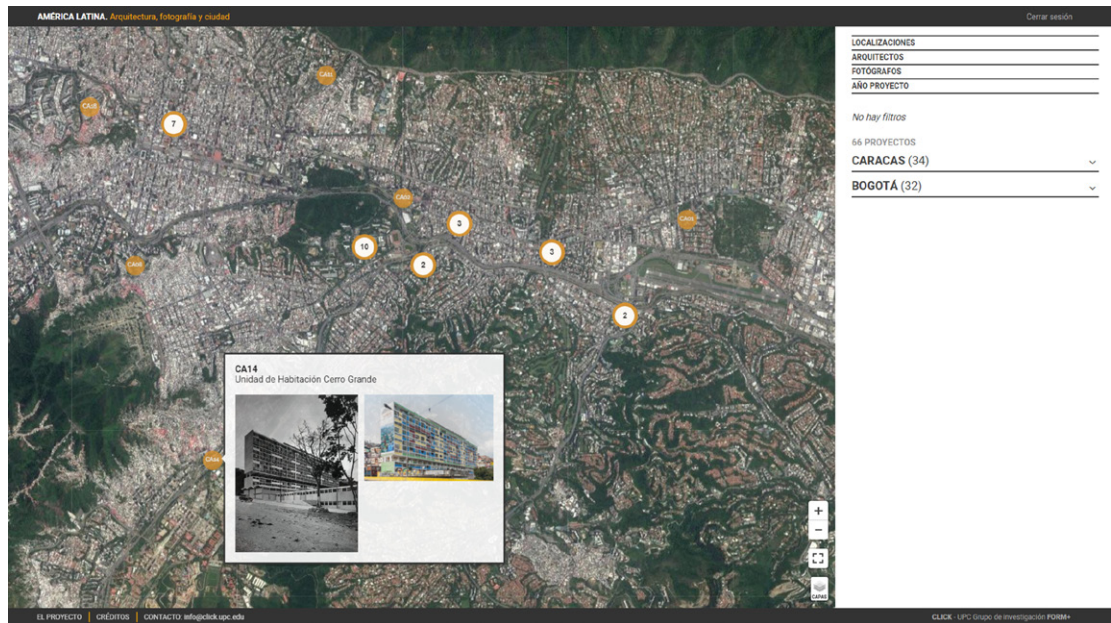 AMÉRICA LATINA. Arquitectura, fotografía y ciudad
Cerrar sesión
LOCALIZACIONES
ARQUITECTOS
FOTÓGRAFOS
AÑO PROYECTO
No hay filtros
66 PROYECTOS
CARACAS (34)
BOGOTÁ (32)
7
10
3
2
3
2
CA14
Unidad de Habitación Cerro Grande
+
−
CAPAS
EL PROYECTO | CRÉDITOS | CONTACTO: info@click.upc.edu
CLICK - UPC Grupo de investigación FORM+